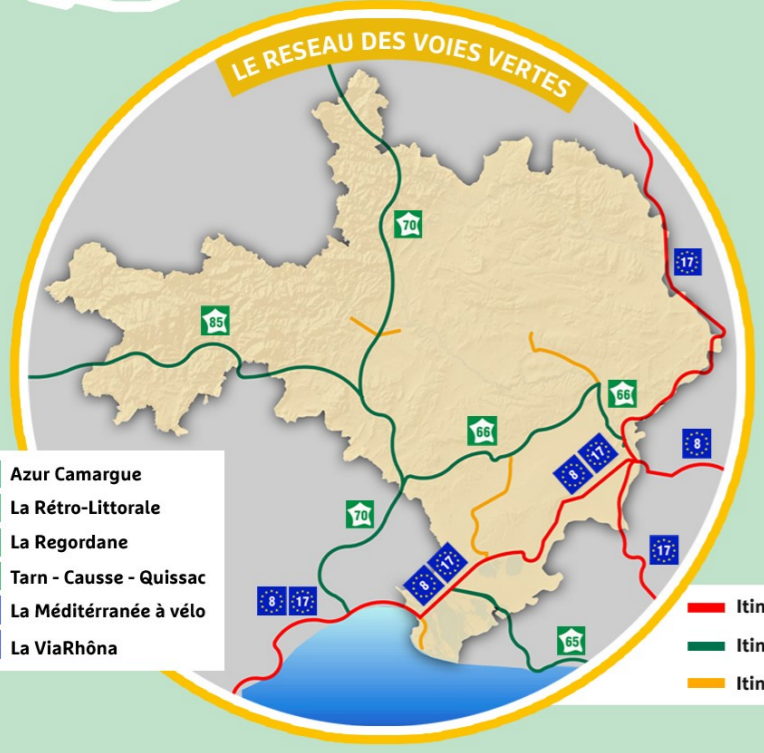 LE RESEAU DES VOIES VERTES
70
17
85
66
66
8
8 17
70
17
8 17
8 17
65
Azur Camargue
La Rétro-Littorale
La Regordane
Tarn - Causse - Quissac
La Méditérranée à vélo
La ViaRhôna
Itin
Itin
Itin